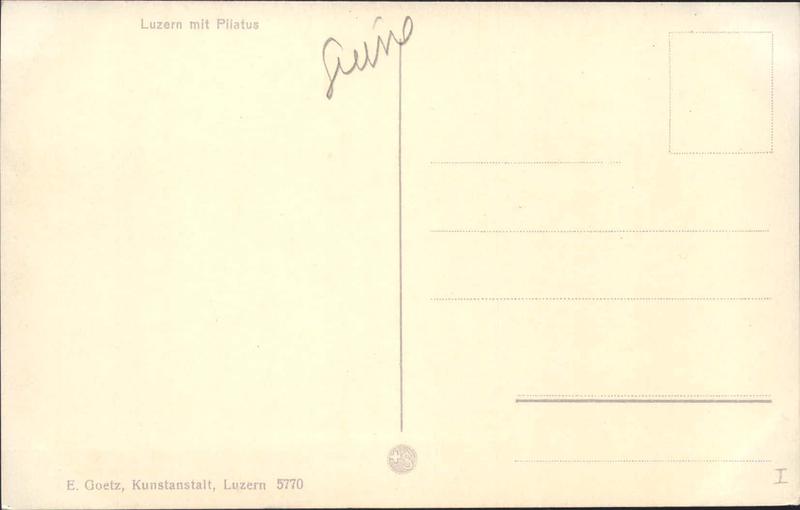 Luzern mit Pilatus
E. Goetz, Kunstanstalt, Luzern 5770
I